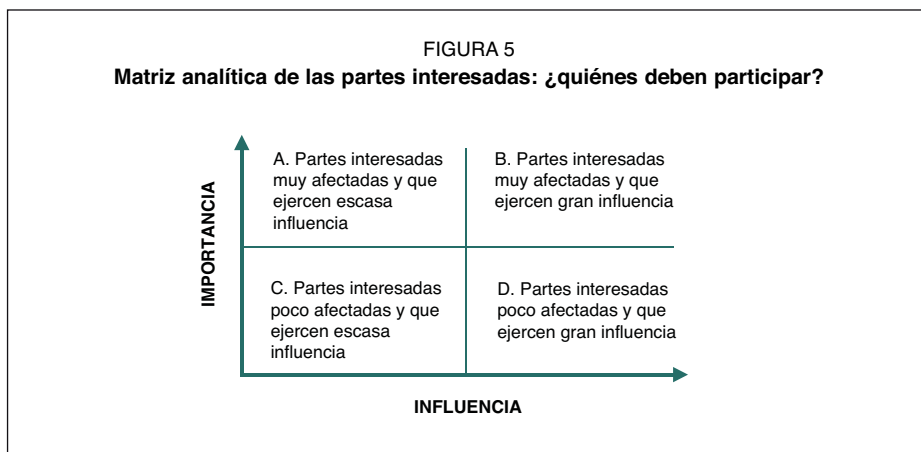 FIGURA 5
Matriz analítica de las partes interesadas: ¿quiénes deben participar?
IMPORTANCIA
A. Partes interesadas
muy afectadas y que
ejercen escasa
influencia
B. Partes interesadas
muy afectadas y que
ejercen gran influencia
C. Partes interesadas
poco afectadas y que
ejercen escasa
influencia
D. Partes interesadas
poco afectadas y que
ejercen gran influencia
INFLUENCIA